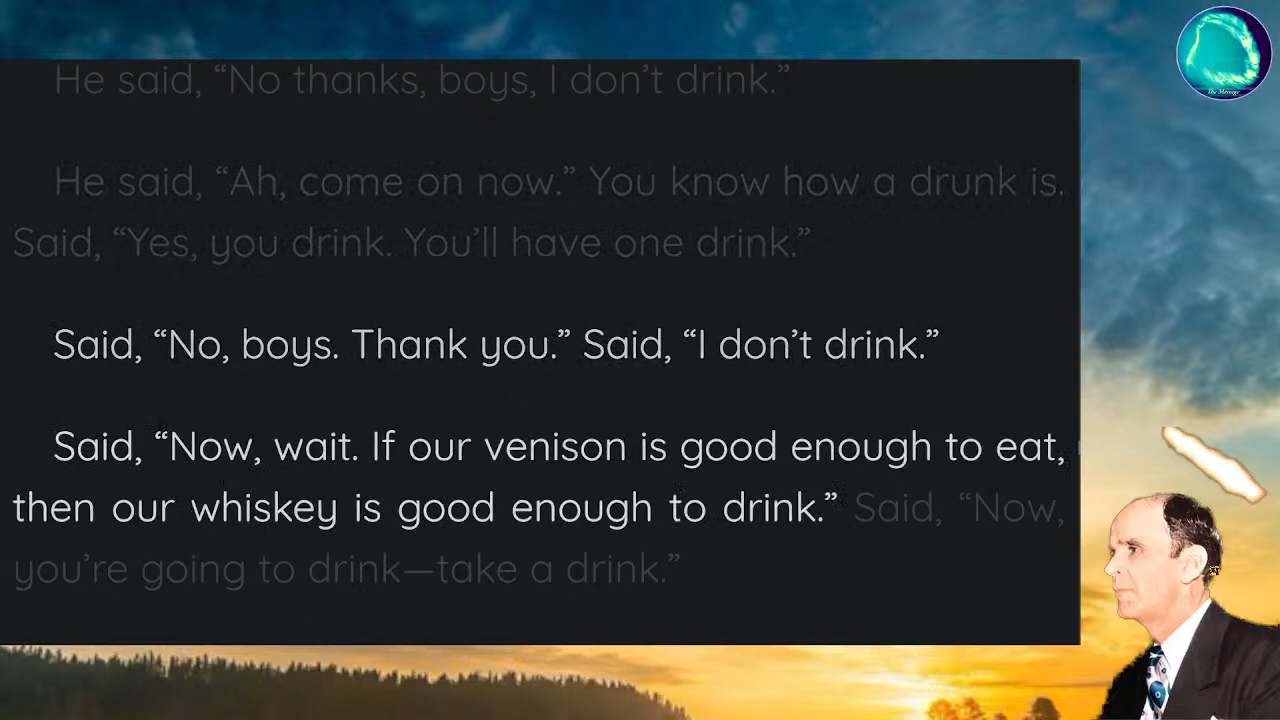 He said, “No thanks, boys, I don’t drink.”
He said, “Ah, come on now.” You know how a drunk is.
Said, “Yes, you drink. You’ll have one drink.”
Said, “No, boys. Thank you.” Said, “I don’t drink.”
Said, “Now, wait. If our venison is good enough to eat,
then our whiskey is good enough to drink.” Said, “Now,
you’re going to drink—take a drink.”
The Message